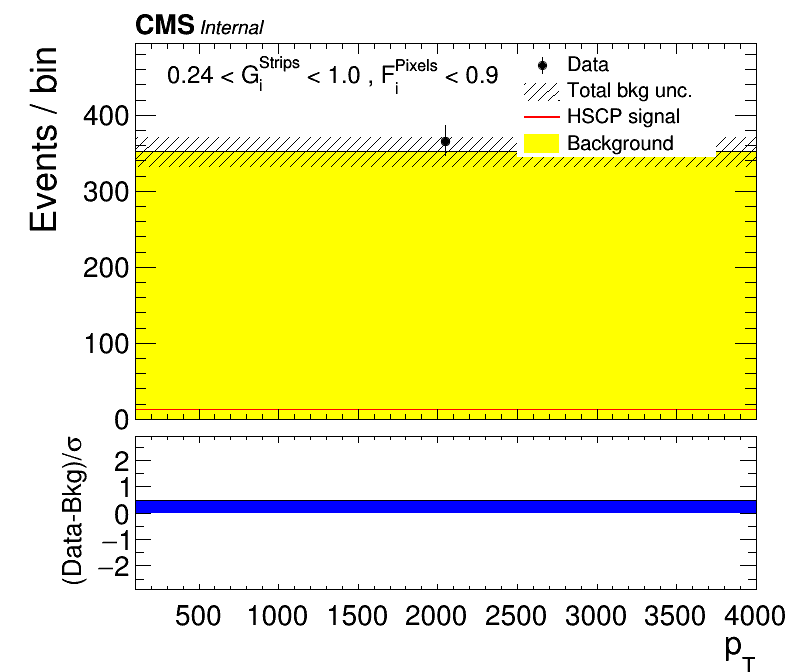 CMS Internal
0.24 < G_i^Strips < 1.0 , F_i^Pixels < 0.9
Data
Total bkg unc.
HSCP signal
Background
Events / bin
400
300
200
100
0
(Data-Bkg)/σ
2
1
0
−1
−2
500 1000 1500 2000 2500 3000 3500 4000
p_T